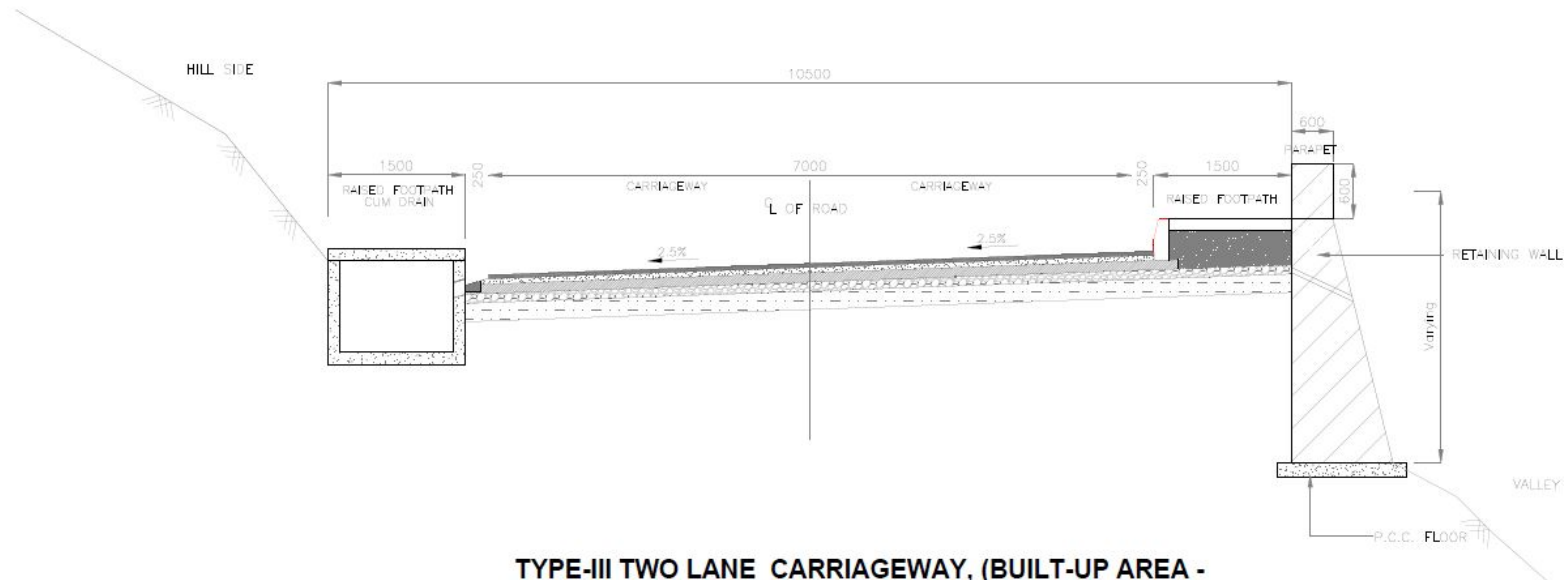 HILL SIDE
10500
600
PARAPET
600
1500
250
7000
250
1500
RAISED FOOTPATH
CUM DRAIN
CARRIAGEWAY
CARRIAGEWAY
RAISED FOOTPATH
C
L OF ROAD
2.5%
2.5%
RETAINING WALL
Varying
VALLEY
P.C.C. FLOOR
TYPE-III TWO LANE CARRIAGEWAY, (BUILT-UP AREA -